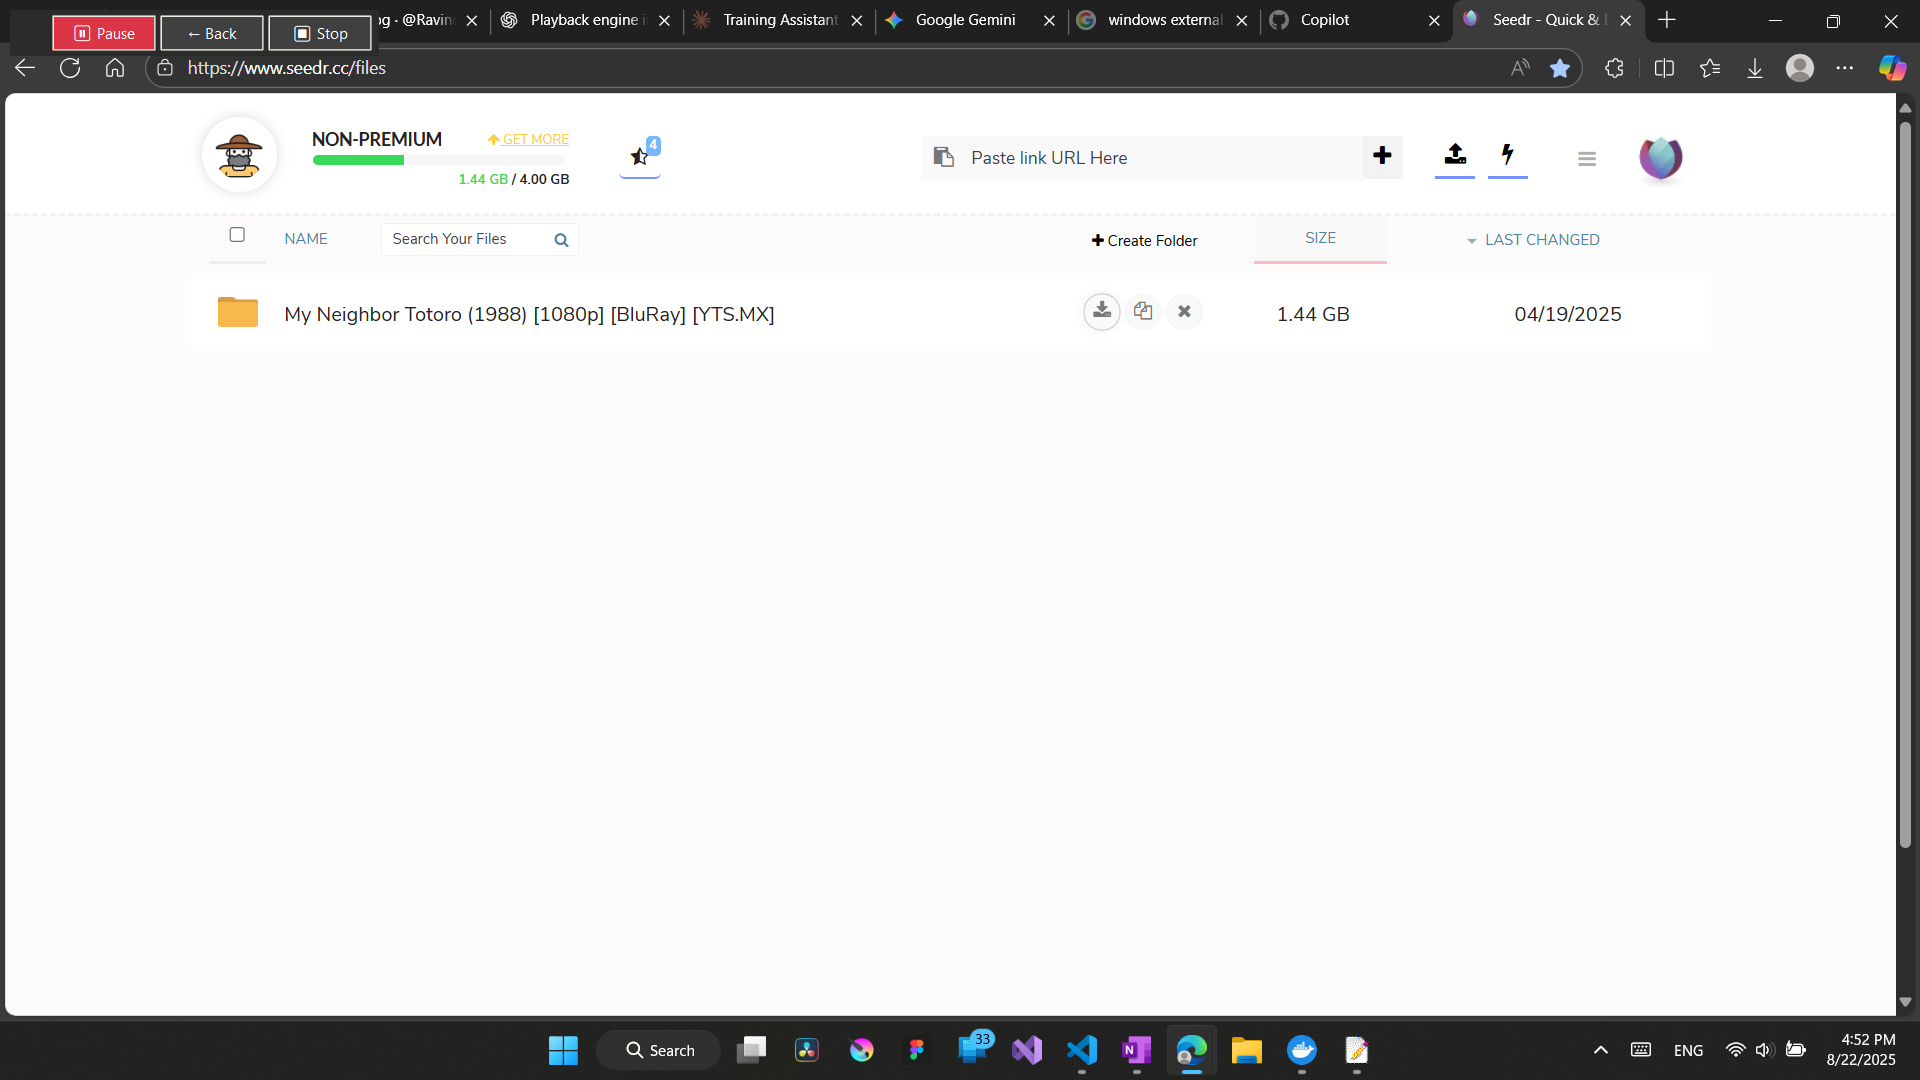 Pause
← Back
Stop
og · @Ravin
Playback engine i
Training Assistant
Google Gemini
windows external
Copilot
Seedr - Quick &
https://www.seedr.cc/files
NON-PREMIUM
GET MORE
1.44 GB / 4.00 GB
4
Paste link URL Here
NAME
Search Your Files
Create Folder
SIZE
LAST CHANGED
My Neighbor Totoro (1988) [1080p] [BluRay] [YTS.MX]
1.44 GB
04/19/2025
Search
33
ENG
4:52 PM
8/22/2025